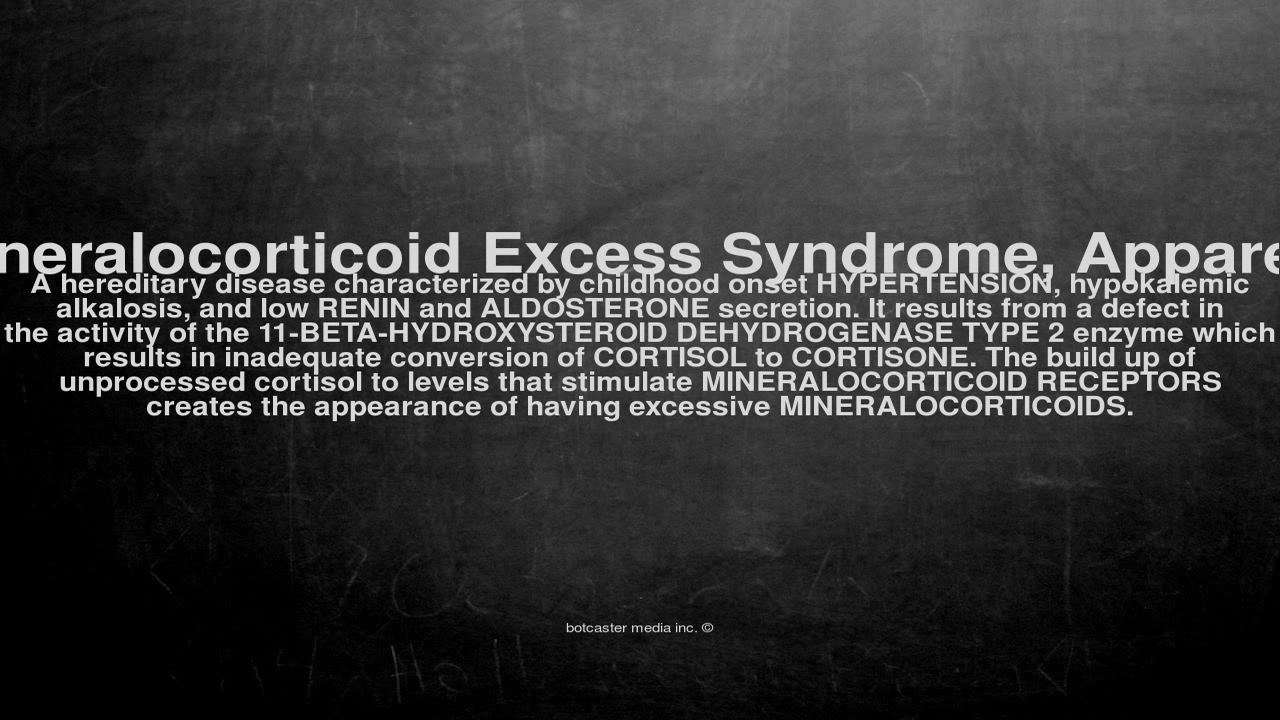 neralocorticoid Excess Syndrome, Appare
A hereditary disease characterized by childhood onset HYPERTENSION, hypokalemic
alkalosis, and low RENIN and ALDOSTERONE secretion. It results from a defect in
the activity of the 11-BETA-HYDROXYSTEROID DEHYDROGENASE TYPE 2 enzyme which
results in inadequate conversion of CORTISOL to CORTISONE. The build up of
unprocessed cortisol to levels that stimulate MINERALOCORTICOID RECEPTORS
creates the appearance of having excessive MINERALOCORTICOIDS.
botcaster media inc. ©